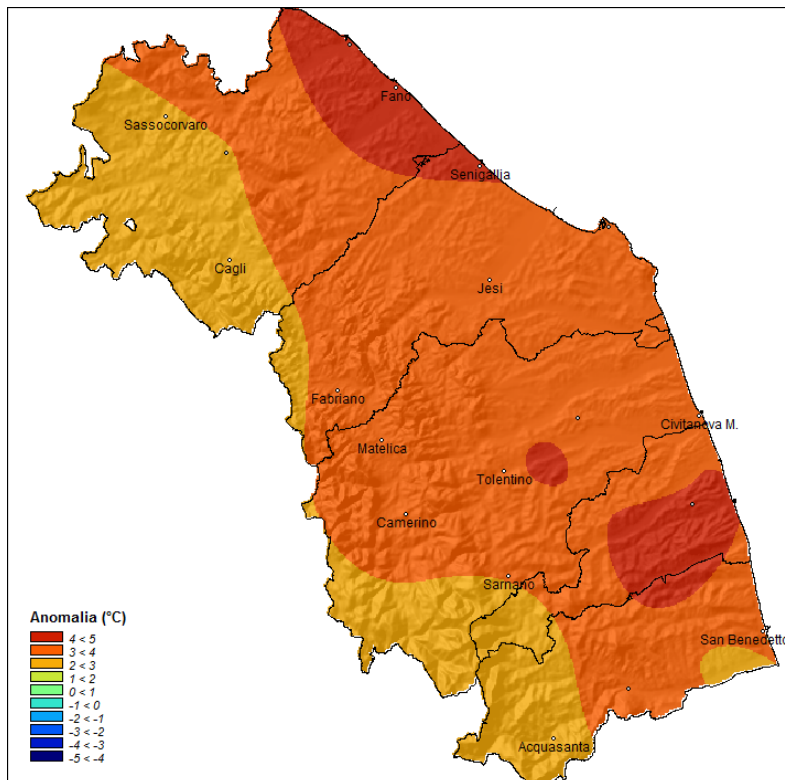 Fano
Sassocorvaro
Senigallia
Cagli
Jesi
Fabriano
Civitanova M.
Matelica
Tolentino
Camerino
Sarnano
San Benedetto
Acquasanta
Anomalia (°C)
4 < 5
3 < 4
2 < 3
1 < 2
0 < 1
-1 < 0
-2 < -1
-3 < -2
-4 < -3
-5 < -4